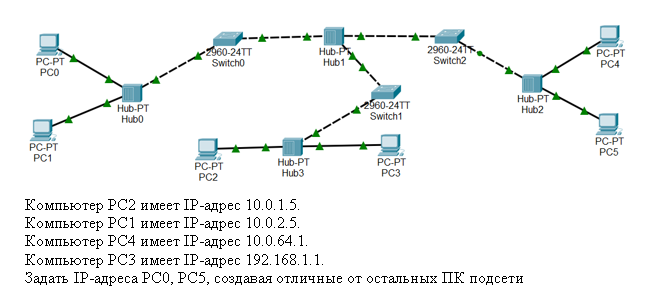 PC-PT
PC0
2960-24TT
Switch0
Hub-PT
Hub1
2960-24TT
Switch2
PC-PT
PC4
Hub-PT
Hub0
2960-24TT
Switch1
Hub-PT
Hub2
PC-PT
PC1
PC-PT
PC2
Hub-PT
Hub3
PC-PT
PC3
PC-PT
PC5
Компьютер PC2 имеет IP-адрес 10.0.1.5.
Компьютер PC1 имеет IP-адрес 10.0.2.5.
Компьютер PC4 имеет IP-адрес 10.0.64.1.
Компьютер PC3 имеет IP-адрес 192.168.1.1.
Задать IP-адреса PC0, PC5, создавая отличные от остальных ПК подсети